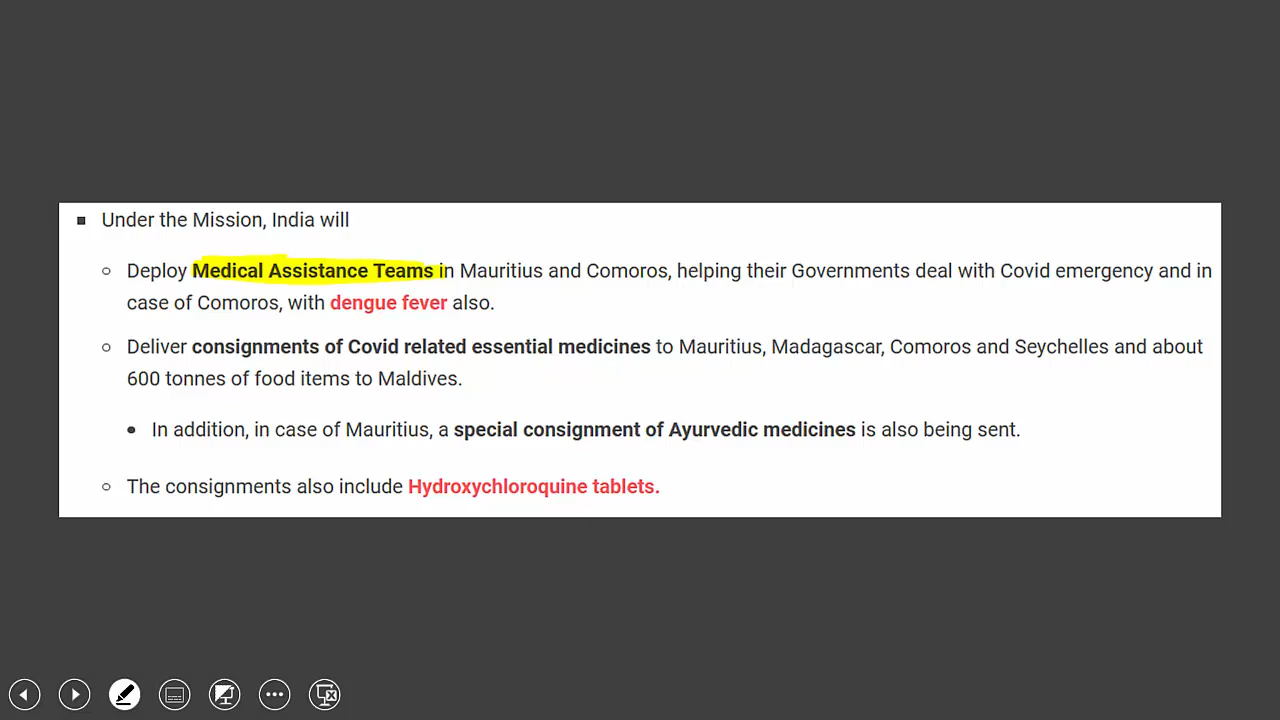 Under the Mission, India will
Deploy Medical Assistance Teams in Mauritius and Comoros, helping their Governments deal with Covid emergency and in
case of Comoros, with dengue fever also.
Deliver consignments of Covid related essential medicines to Mauritius, Madagascar, Comoros and Seychelles and about
600 tonnes of food items to Maldives.
In addition, in case of Mauritius, a special consignment of Ayurvedic medicines is also being sent.
The consignments also include Hydroxychloroquine tablets.